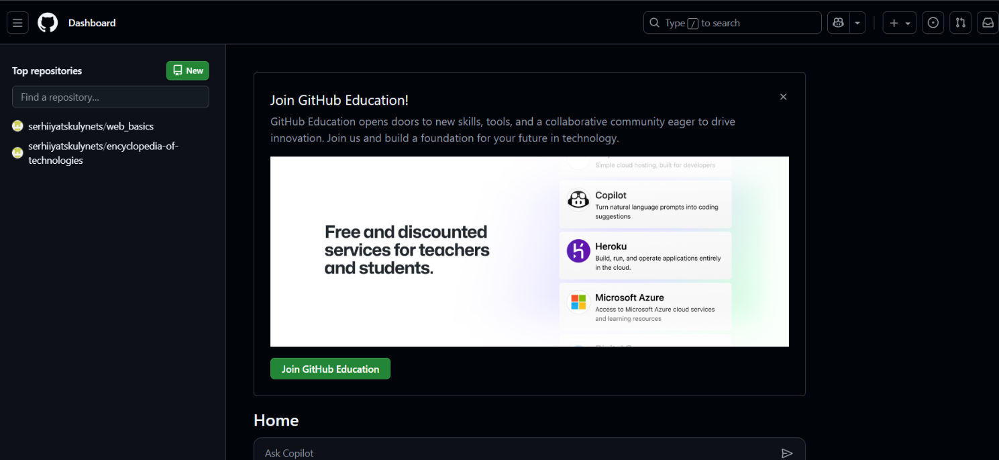 Dashboard
Type / to search
Top repositories
New
Find a repository...
serhiiyatskulynets/web_basics
serhiiyatskulynets/encyclopedia-of-
technologies
Join GitHub Education!
GitHub Education opens doors to new skills, tools, and a collaborative community eager to drive
innovation. Join us and build a foundation for your future in technology.
Simple cloud hosting, built for developers
Copilot
Turn natural language prompts into coding
suggestions
Free and discounted
services for teachers
and students.
Heroku
Build, run, and operate applications entirely
in the cloud.
Microsoft Azure
Access to Microsoft Azure cloud services
and learning resources
Join GitHub Education
Home
Ask Copilot